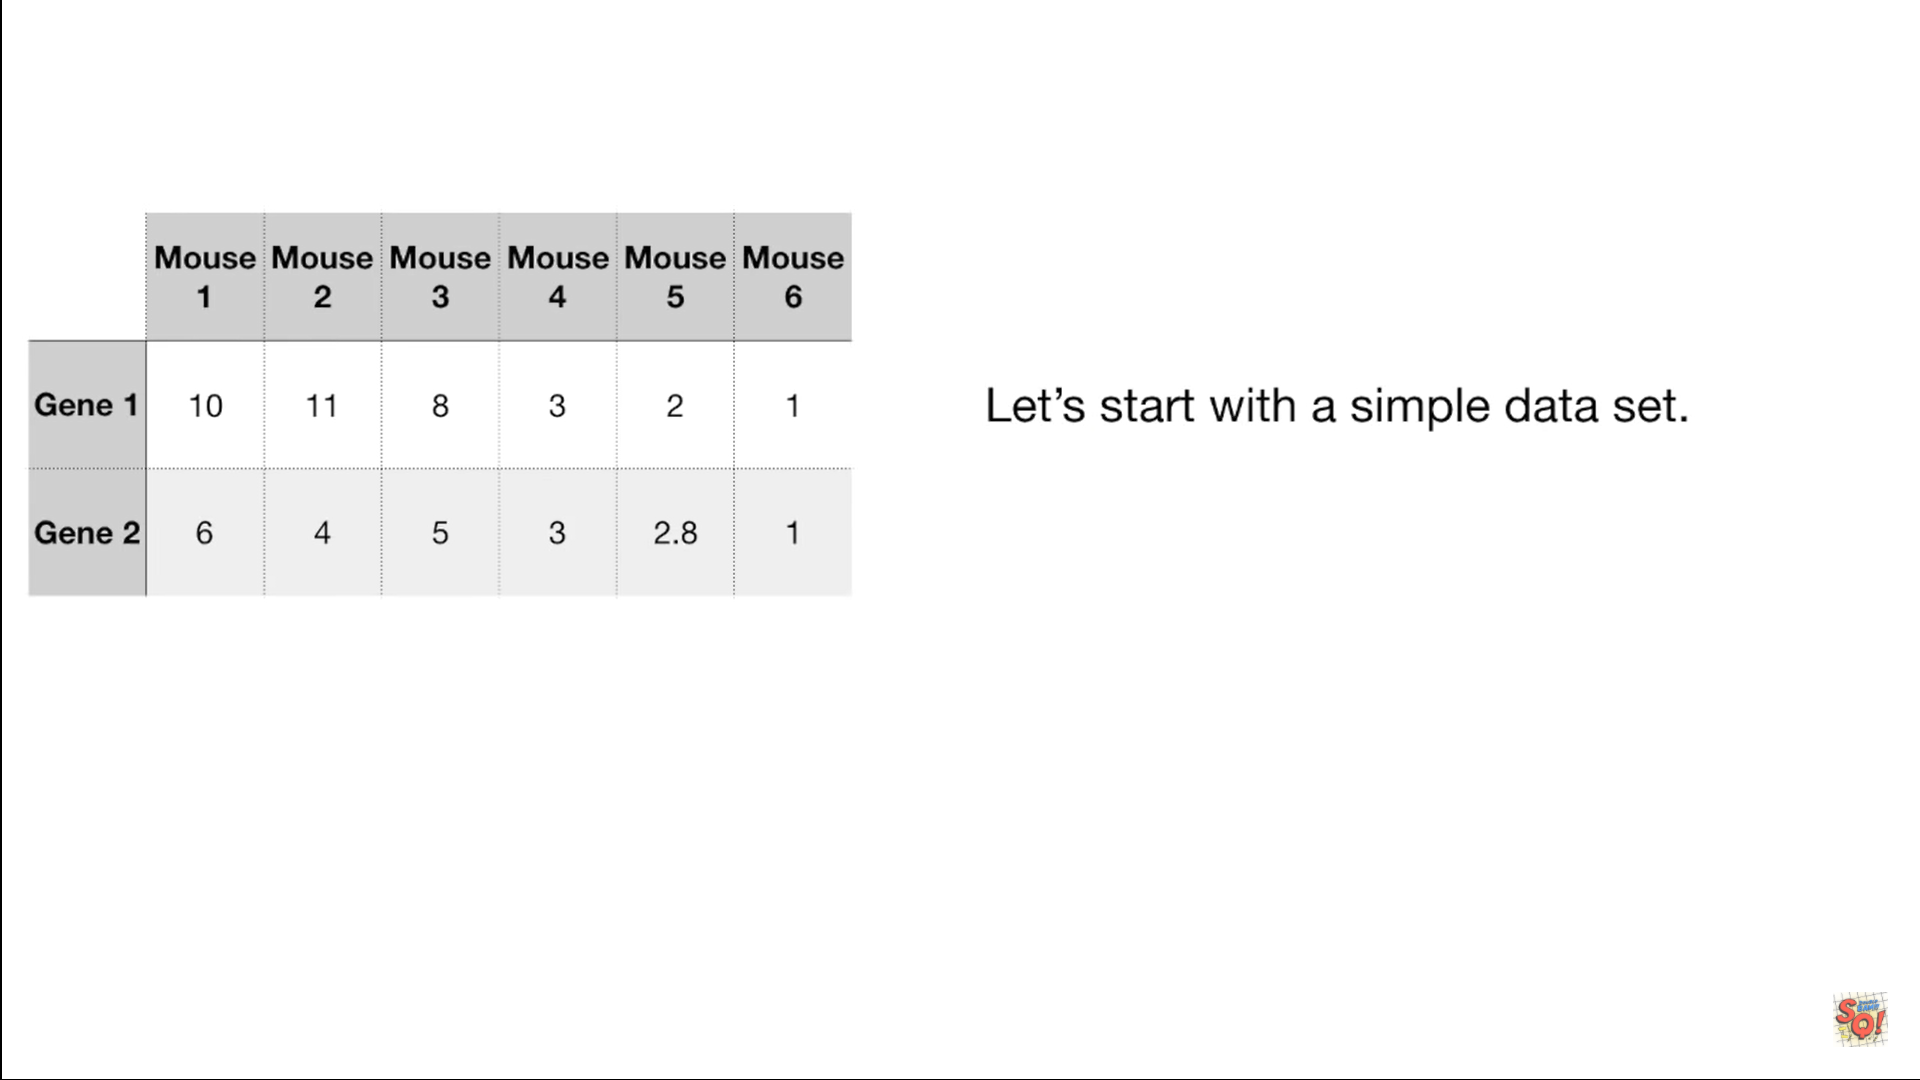 Mouse 1 Mouse 2 Mouse 3 Mouse 4 Mouse 5 Mouse 6
Gene 1 10 11 8 3 2 1
Let’s start with a simple data set.
Gene 2 6 4 5 3 2.8 1
SQ!